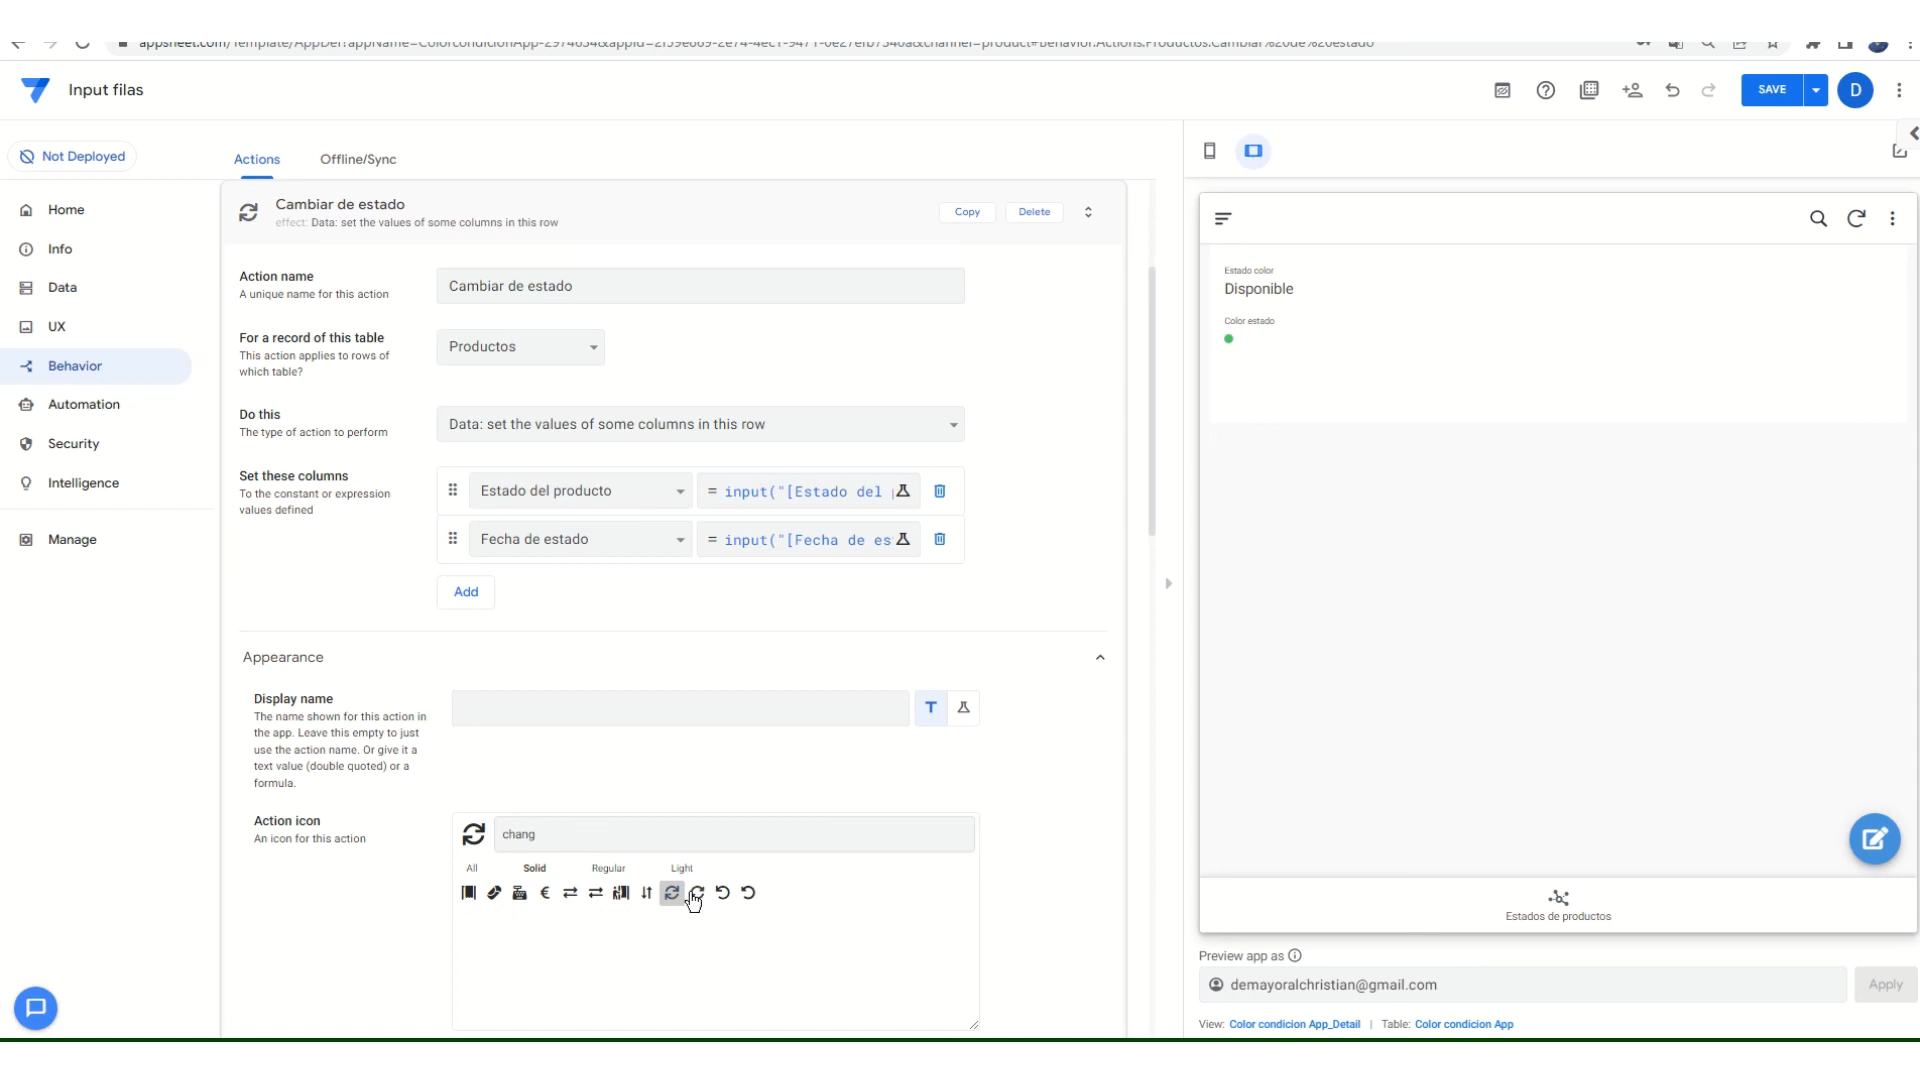 Input filas
SAVE
D
Not Deployed
Actions
Offline/Sync
Home
Info
Data
UX
Behavior
Automation
Security
Intelligence
Manage
Cambiar de estado
effect: Data: set the values of some columns in this row
Copy
Delete
Action name
A unique name for this action
Cambiar de estado
For a record of this table
This action applies to rows of
which table?
Productos
Do this
The type of action to perform
Data: set the values of some columns in this row
Set these columns
To the constant or expression
values defined
Estado del producto
= input("[Estado del
Fecha de estado
= input("[Fecha de es
Add
Appearance
Display name
The name shown for this action in
the app. Leave this empty to just
use the action name. Or give it a
text value (double quoted) or a
formula.
T
Action icon
An icon for this action
chang
All
Solid
Regular
Light
Estado color
Disponible
Color estado
Estados de productos
Preview app as
demayoralchristian@gmail.com
Apply
View: Color condicion App_Detail | Table: Color condicion App